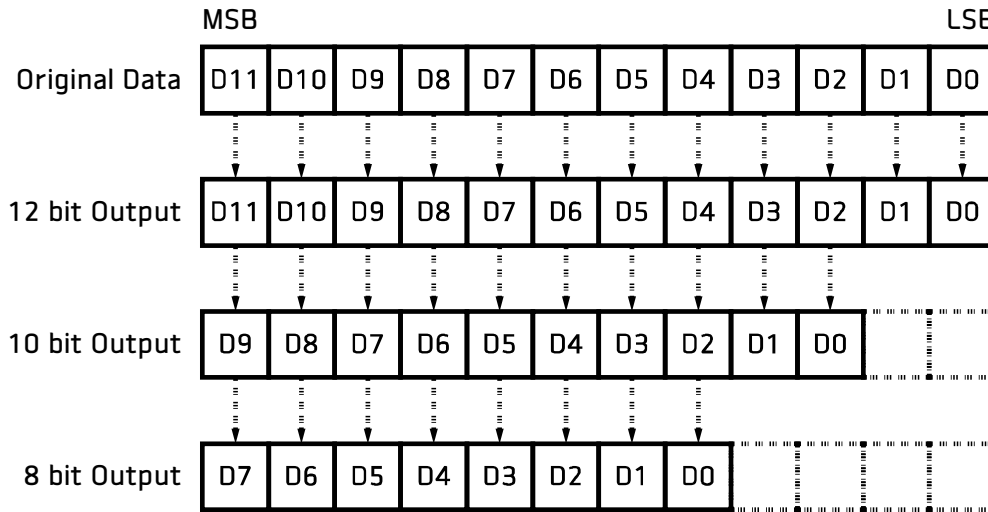 MSB LSB
Original Data D11 D10 D9 D8 D7 D6 D5 D4 D3 D2 D1 D0
12 bit Output D11 D10 D9 D8 D7 D6 D5 D4 D3 D2 D1 D0
10 bit Output D9 D8 D7 D6 D5 D4 D3 D2 D1 D0
8 bit Output D7 D6 D5 D4 D3 D2 D1 D0